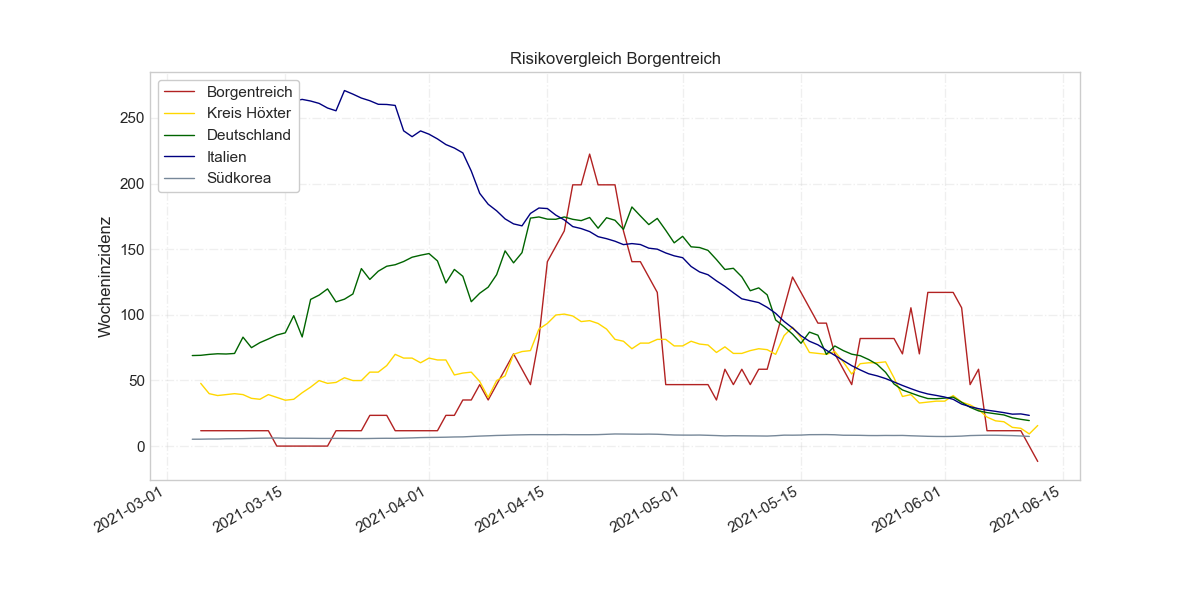 Risikovergleich Borgentreich
Borgentreich
Kreis Höxter
Deutschland
Italien
Südkorea
Wocheninzidenz
250
200
150
100
50
0
2021-03-01
2021-03-15
2021-04-01
2021-04-15
2021-05-01
2021-05-15
2021-06-01
2021-06-15